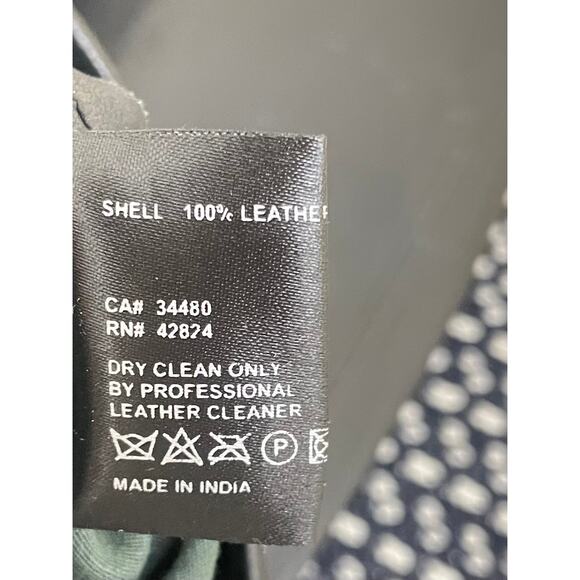 SHELL 100% LEATHER
CA# 34480
RN# 42824
DRY CLEAN ONLY
BY PROFESSIONAL
LEATHER CLEANER
P
MADE IN INDIA